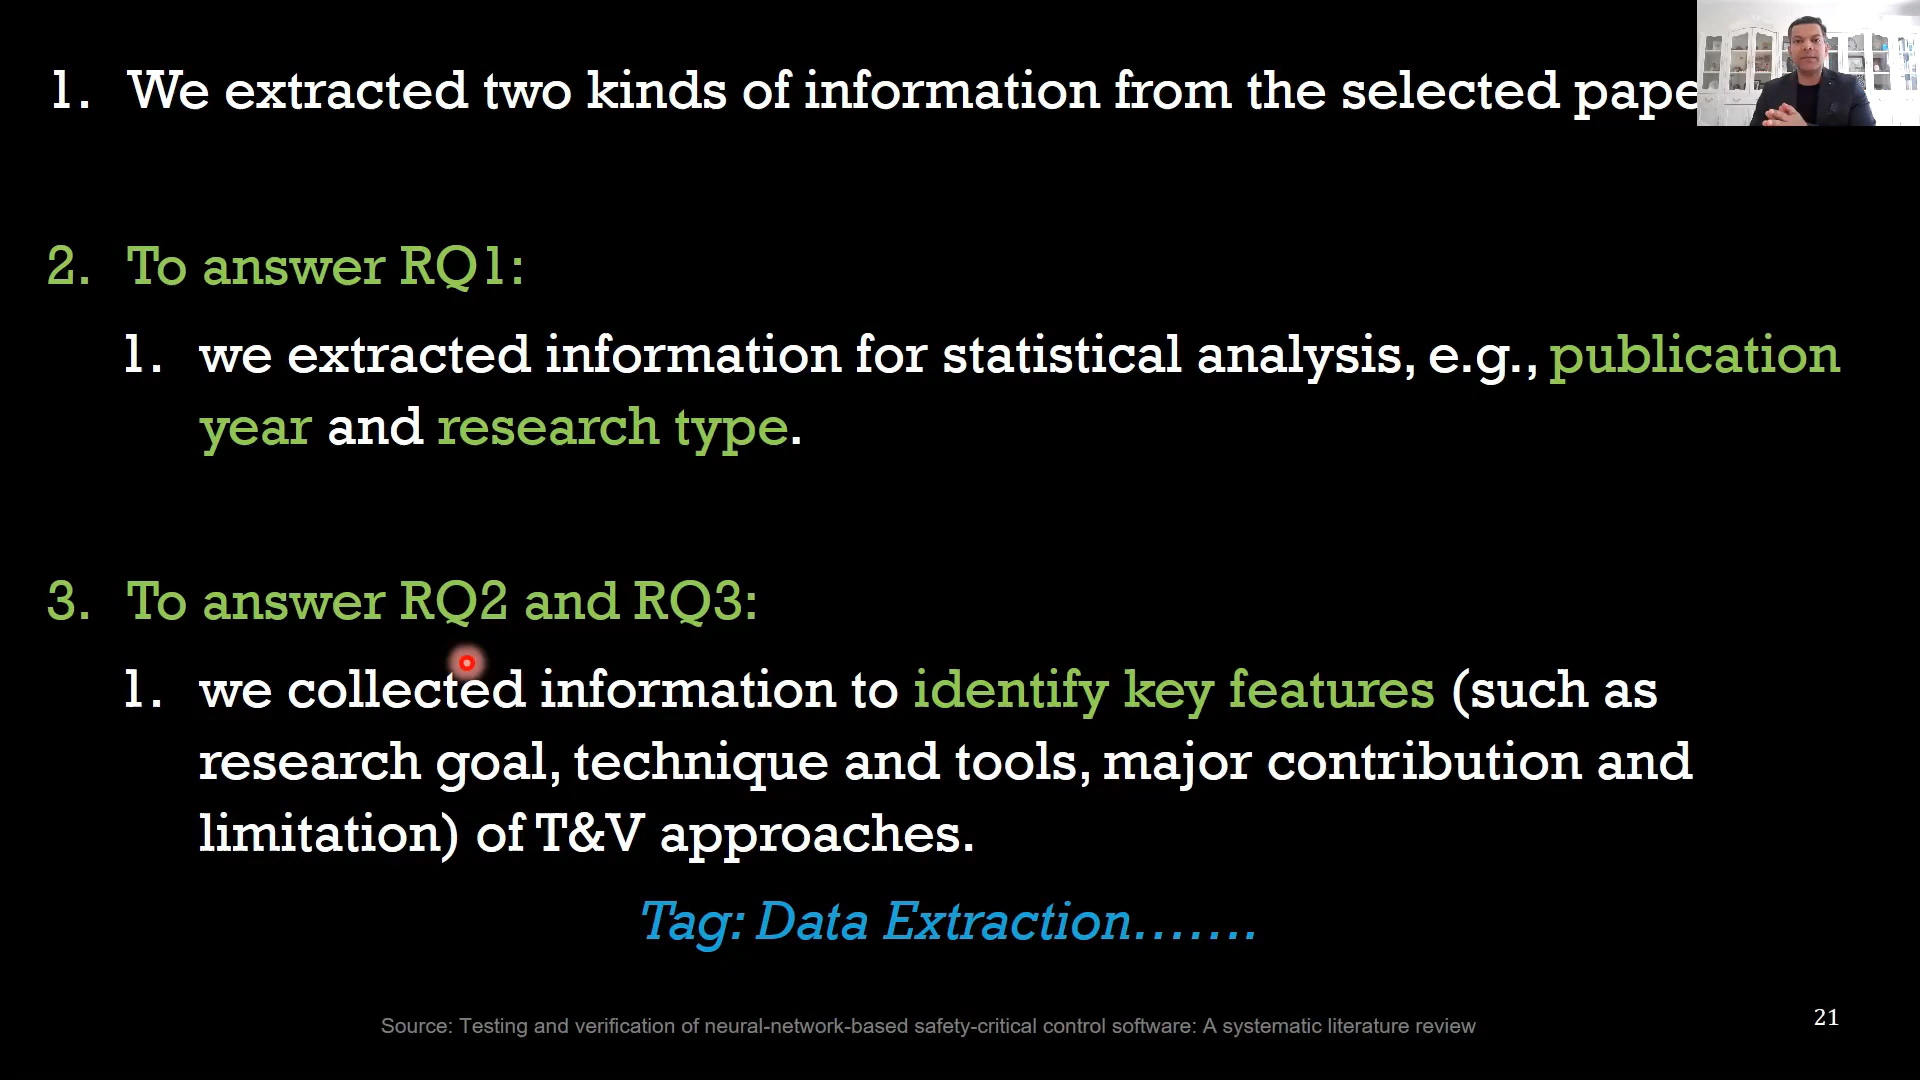 1. We extracted two kinds of information from the selected pape
2. To answer RQ1:
1. we extracted information for statistical analysis, e.g., publication
year and research type.
3. To answer RQ2 and RQ3:
1. we collected information to identify key features (such as
research goal, technique and tools, major contribution and
limitation) of T&V approaches.
Tag: Data Extraction.......
Source: Testing and verification of neural-network-based safety-critical control software: A systematic literature review
21